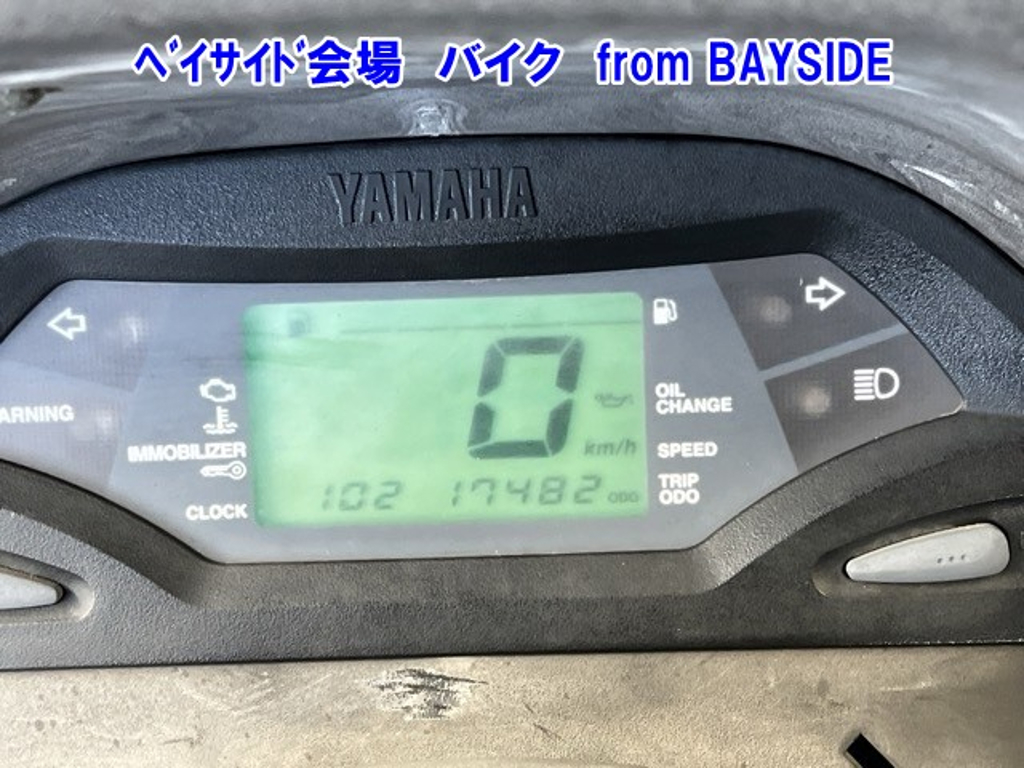 ﾍﾞｲｻｲﾄﾞ会場　バイク　from BAYSIDE
YAMAHA
0
km/h
102 17482 ODO
ARNING
IMMOBILIZER
CLOCK
OIL
CHANGE
SPEED
TRIP
ODO